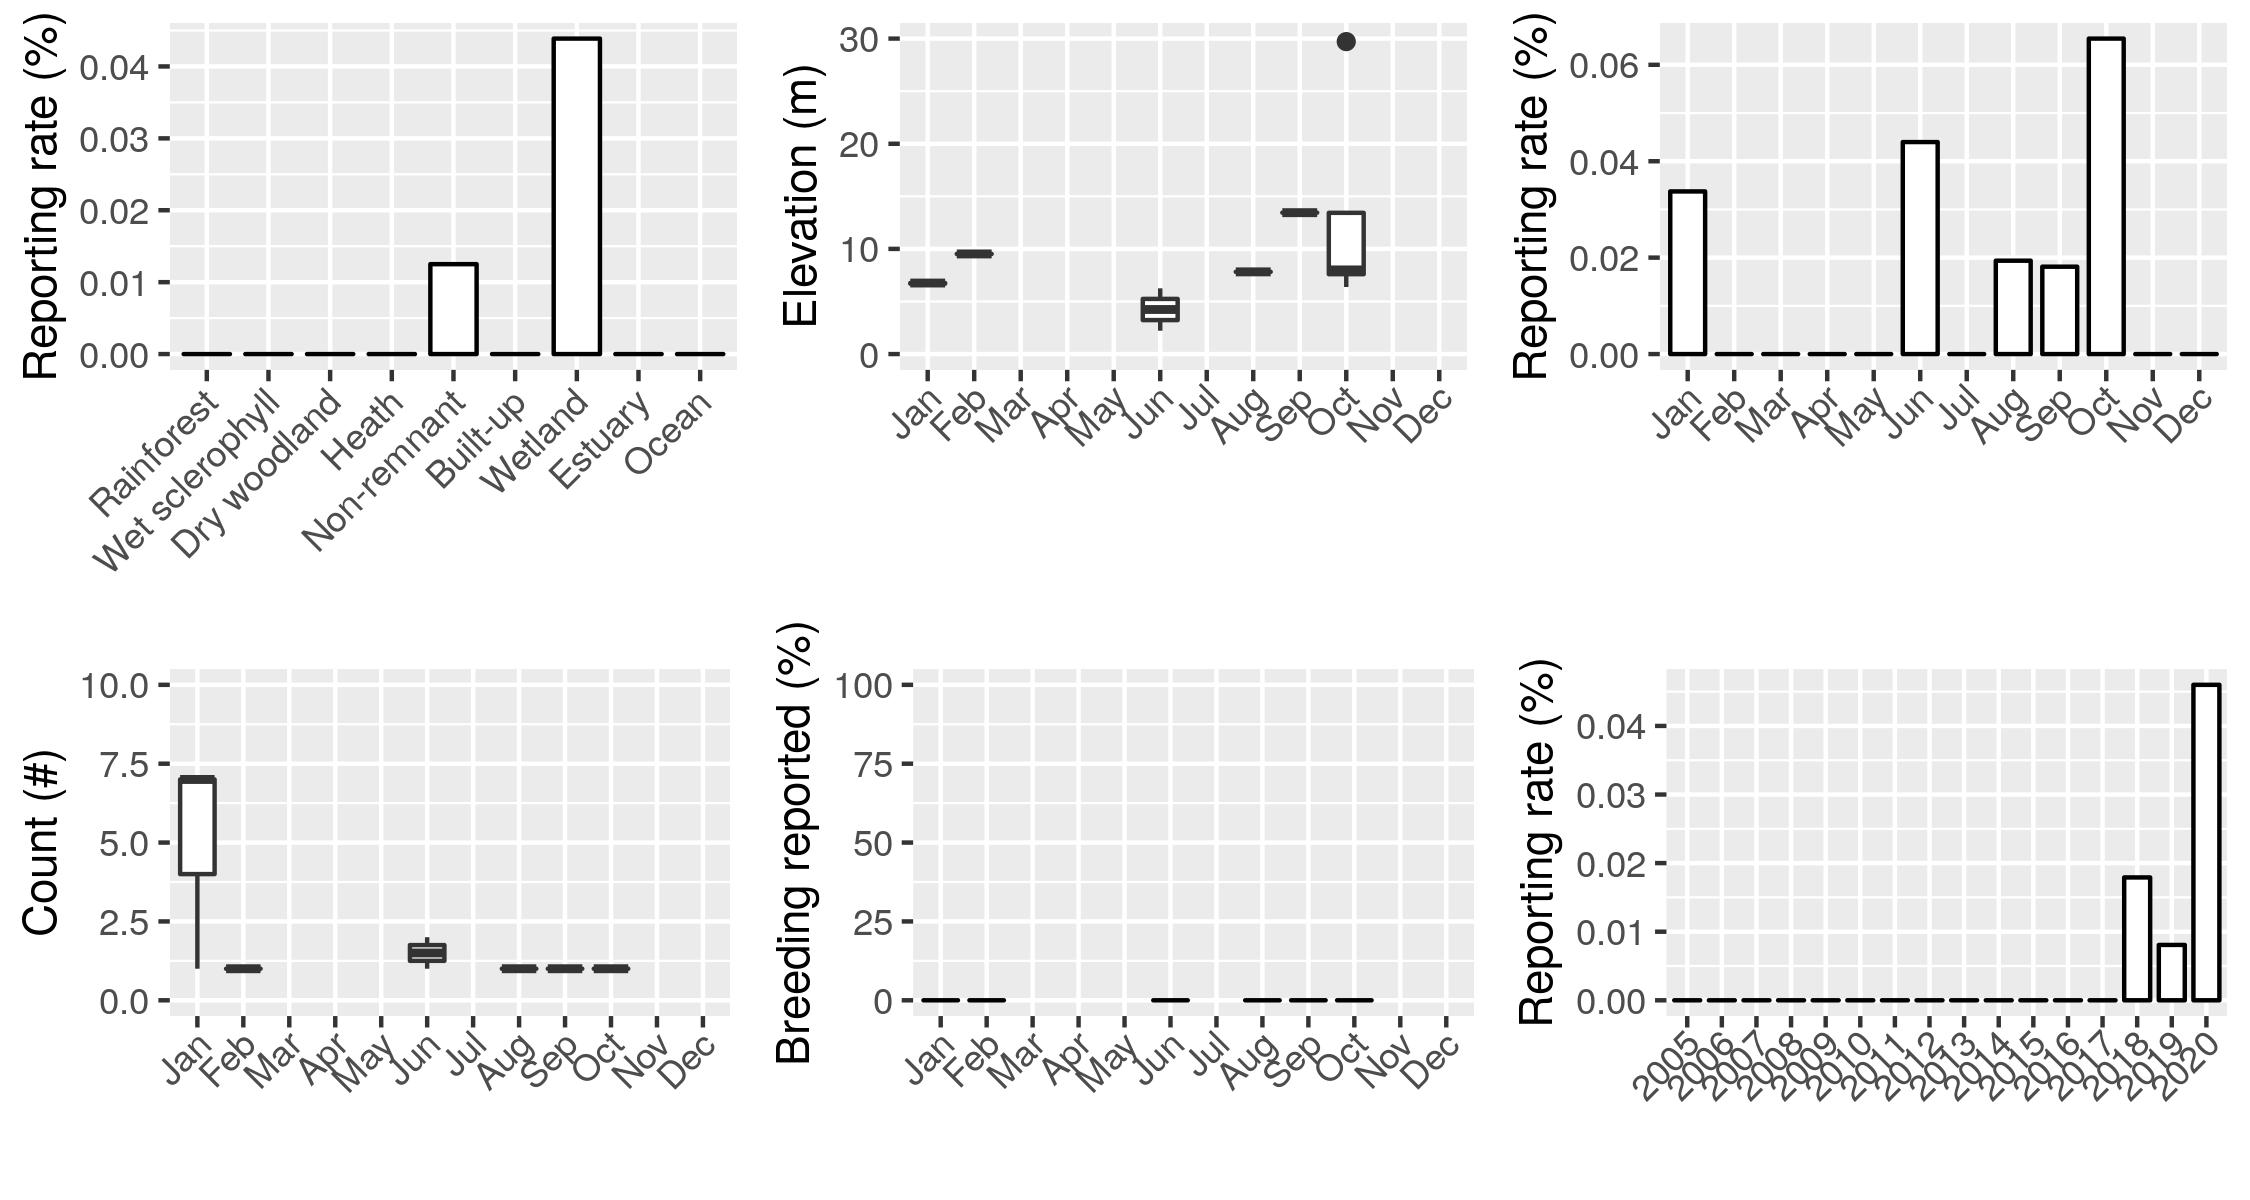 Reporting rate (%)
0.04
0.03
0.02
0.01
0.00
Rainforest
Wet sclerophyll
Dry woodland
Heath
Non-remnant
Built-up
Wetland
Estuary
Ocean
Elevation (m)
30
20
10
0
Jan Feb Mar Apr May Jun Jul Aug Sep Oct Nov Dec
Reporting rate (%)
0.06
0.04
0.02
0.00
Jan Feb Mar Apr May Jun Jul Aug Sep Oct Nov Dec
Count (#)
10.0
7.5
5.0
2.5
0.0
Jan Feb Mar Apr May Jun Jul Aug Sep Oct Nov Dec
Breeding reported (%)
100
75
50
25
0
Jan Feb Mar Apr May Jun Jul Aug Sep Oct Nov Dec
Reporting rate (%)
0.04
0.03
0.02
0.01
0.00
2005 2006 2007 2008 2009 2010 2011 2012 2013 2014 2015 2016 2017 2018 2019 2020